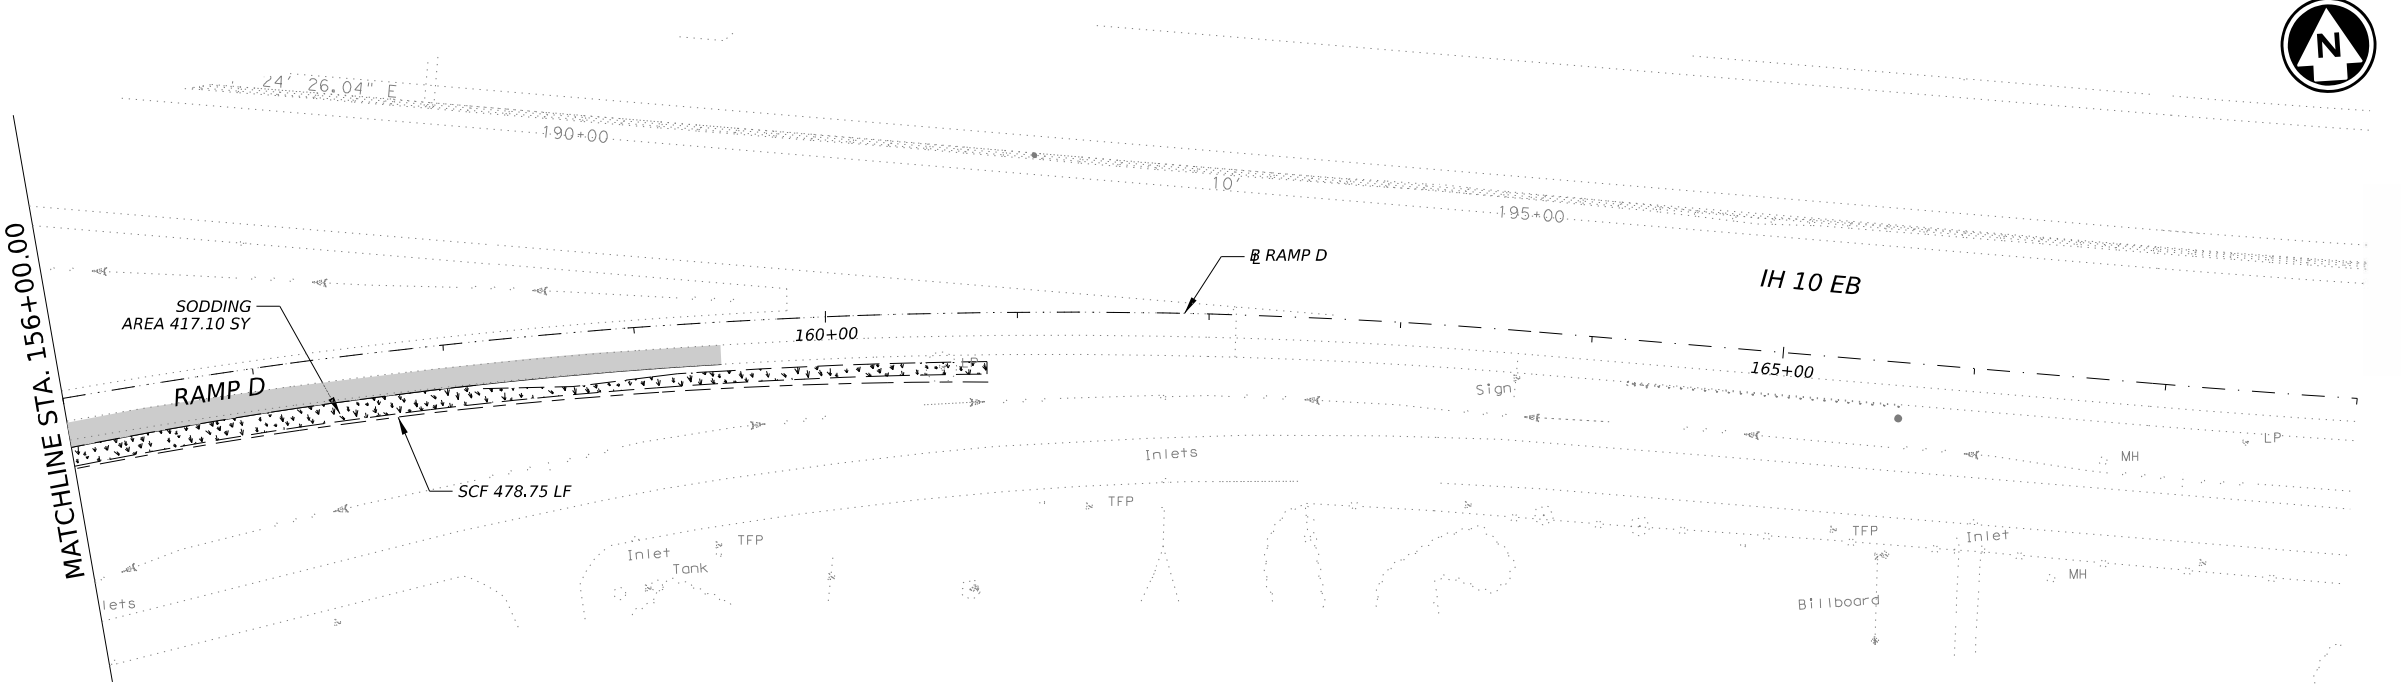 N
24' 26.04" E
190+00
10'
195+00
MATCHLINE STA. 156+00.00
℄ RAMP D
IH 10 EB
SODDING
AREA 417.10 SY
160+00
LP
165+00
RAMP D
Sign
LP
Inlets
MH
SCF 478.75 LF
TFP
TFP
Inlet
TFP
Inlet
Tank
MH
lets
Billboard